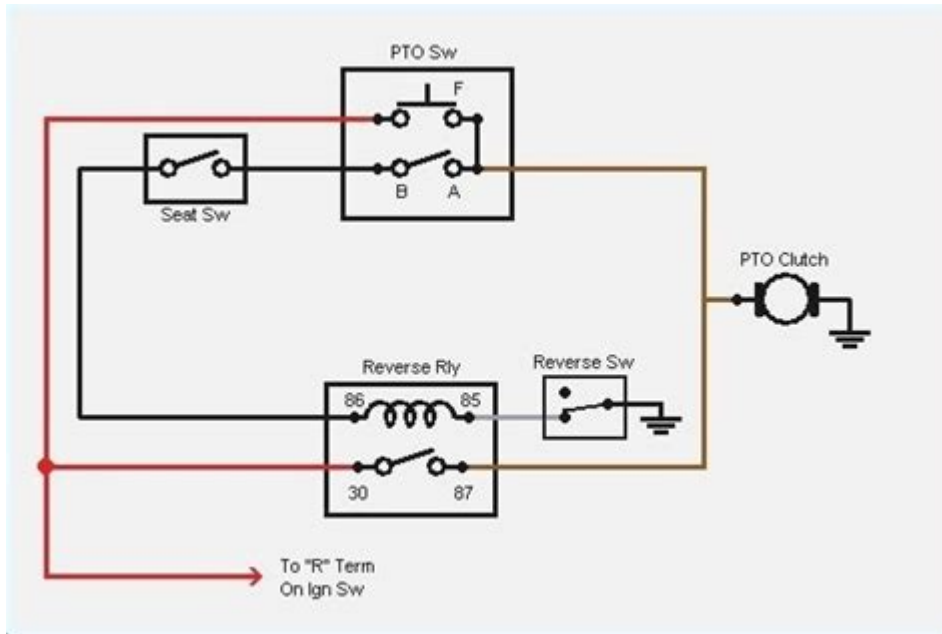 PTO Sw
F
B A
Seat Sw
PTO Clutch
Reverse Rly
Reverse Sw
86 85
30 87
To "R" Term
On Ign Sw